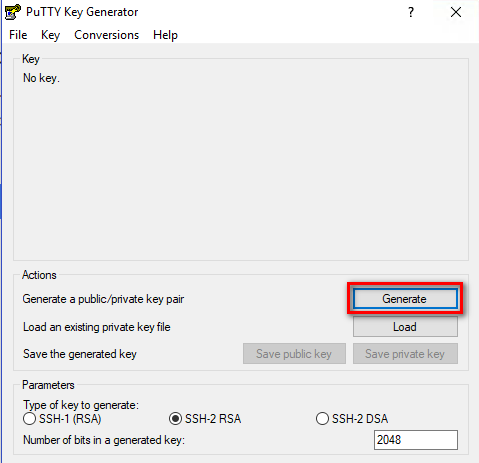 PuTTY Key Generator ?
File Key Conversions Help
Key
No key.
Actions
Generate a public/private key pair Generate
Load an existing private key file Load
Save the generated key Save public key Save private key
Parameters
Type of key to generate:
SSH-1 (RSA) SSH-2 RSA SSH-2 DSA
Number of bits in a generated key: 2048